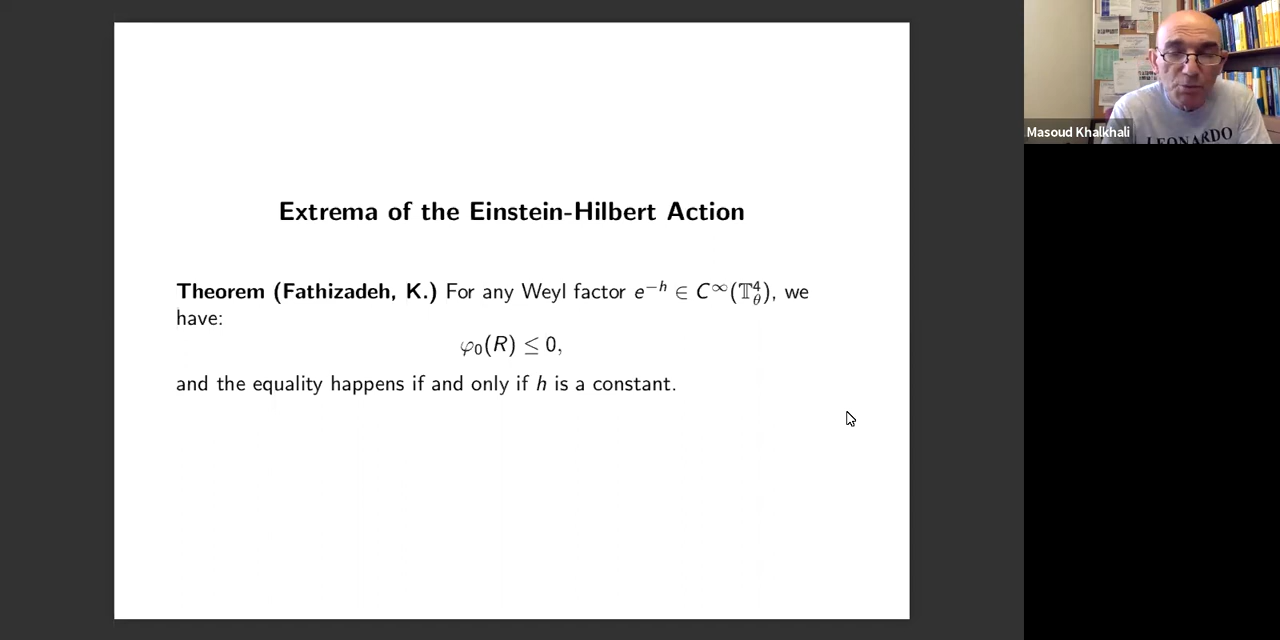 Extrema of the Einstein-Hilbert Action
Theorem (Fathizadeh, K.) For any Weyl factor e^{-h} ∈ C^∞(𝕋^4_θ), we
have:
φ₀(R) ≤ 0,
and the equality happens if and only if h is a constant.
Masoud Khalkhali
LEONARDO